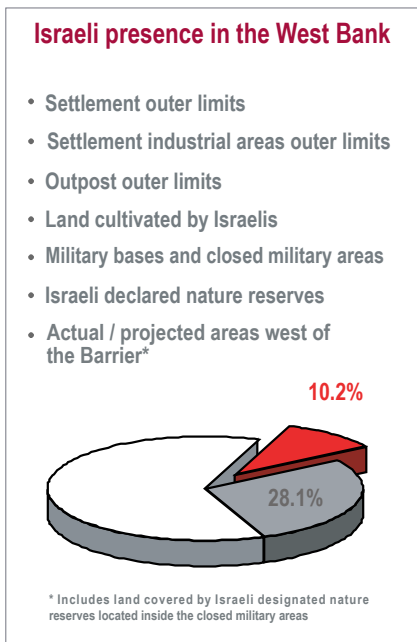 Israeli presence in the West Bank
• Settlement outer limits
• Settlement industrial areas outer limits
• Outpost outer limits
• Land cultivated by Israelis
• Military bases and closed military areas
• Israeli declared nature reserves
• Actual / projected areas west of
the Barrier*
10.2%
28.1%
* Includes land covered by Israeli designated nature
reserves located inside the closed military areas